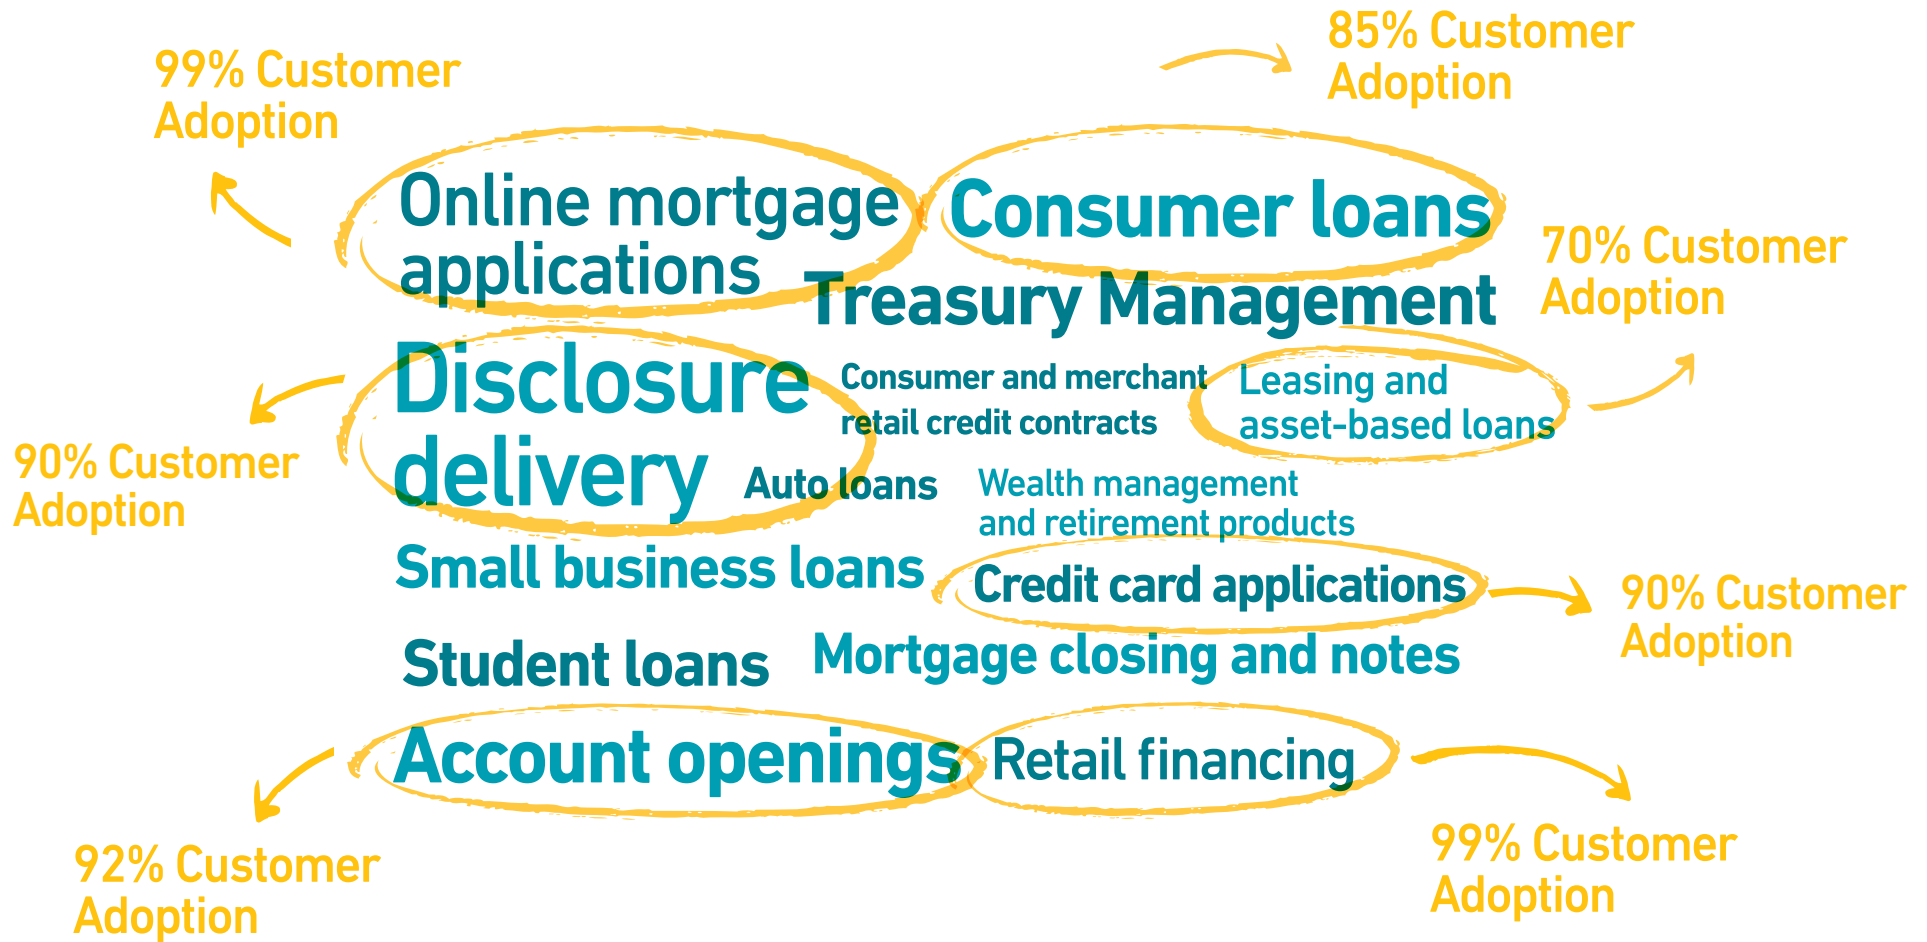 99% Customer
Adoption
85% Customer
Adoption
Online mortgage
applications
Consumer loans
70% Customer
Adoption
Treasury Management
Disclosure
delivery
Consumer and merchant
retail credit contracts
Leasing and
asset-based loans
90% Customer
Adoption
Auto loans
Wealth management
and retirement products
Small business loans
Credit card applications
90% Customer
Adoption
Student loans
Mortgage closing and notes
Account openings
Retail financing
92% Customer
Adoption
99% Customer
Adoption